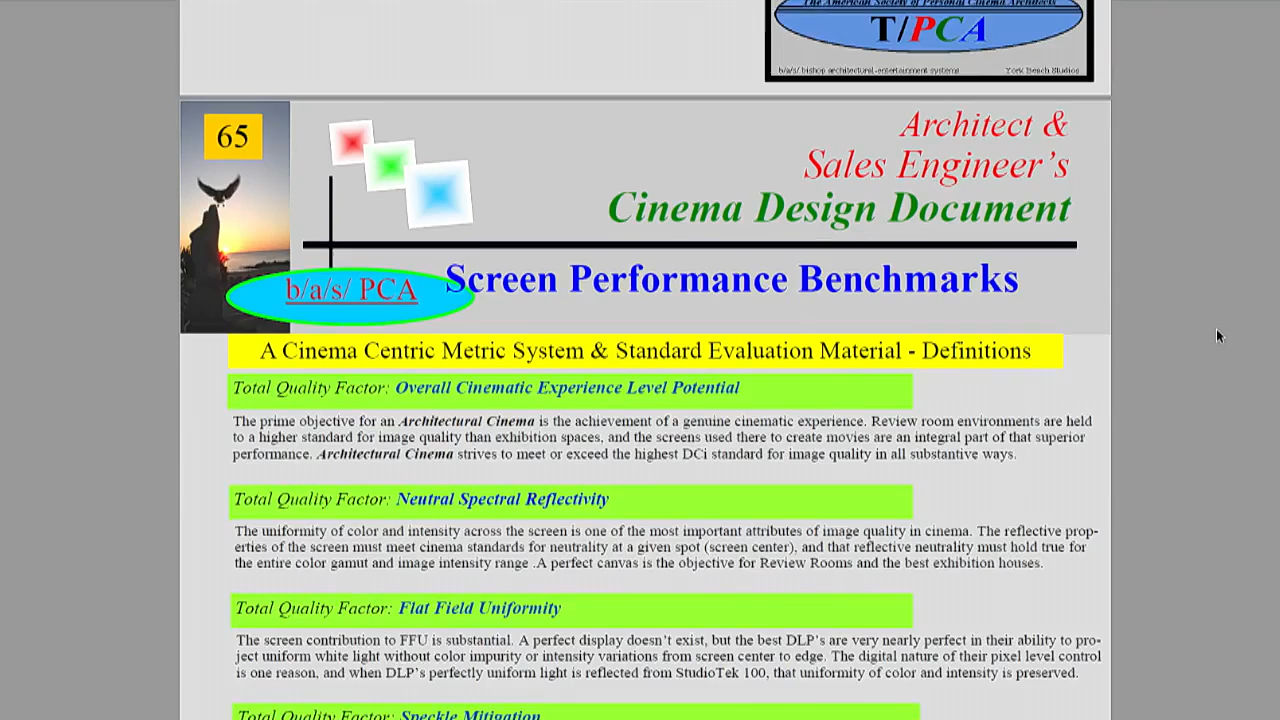 The American Society of Personal Cinema Architects
T/PCA
b/a/s/ bishop architectural-entertainment systems York Beach Studios
65
Architect &
Sales Engineer's
Cinema Design Document
b/a/s/ PCA
Screen Performance Benchmarks
A Cinema Centric Metric System & Standard Evaluation Material - Definitions
Total Quality Factor: Overall Cinematic Experience Level Potential
The prime objective for an Architectural Cinema is the achievement of a genuine cinematic experience. Review room environments are held
to a higher standard for image quality than exhibition spaces, and the screens used there to create movies are an integral part of that superior
performance. Architectural Cinema strives to meet or exceed the highest DCi standard for image quality in all substantive ways.
Total Quality Factor: Neutral Spectral Reflectivity
The uniformity of color and intensity across the screen is one of the most important attributes of image quality in cinema. The reflective prop-
erties of the screen must meet cinema standards for neutrality at a given spot (screen center), and that reflective neutrality must hold true for
the entire color gamut and image intensity range .A perfect canvas is the objective for Review Rooms and the best exhibition houses.
Total Quality Factor: Flat Field Uniformity
The screen contribution to FFU is substantial. A perfect display doesn't exist, but the best DLP's are very nearly perfect in their ability to pro-
ject uniform white light without color impurity or intensity variations from screen center to edge. The digital nature of their pixel level control
is one reason, and when DLP's perfectly uniform light is reflected from StudioTek 100, that uniformity of color and intensity is preserved.
Total Quality Factor: Speckle Mitigation